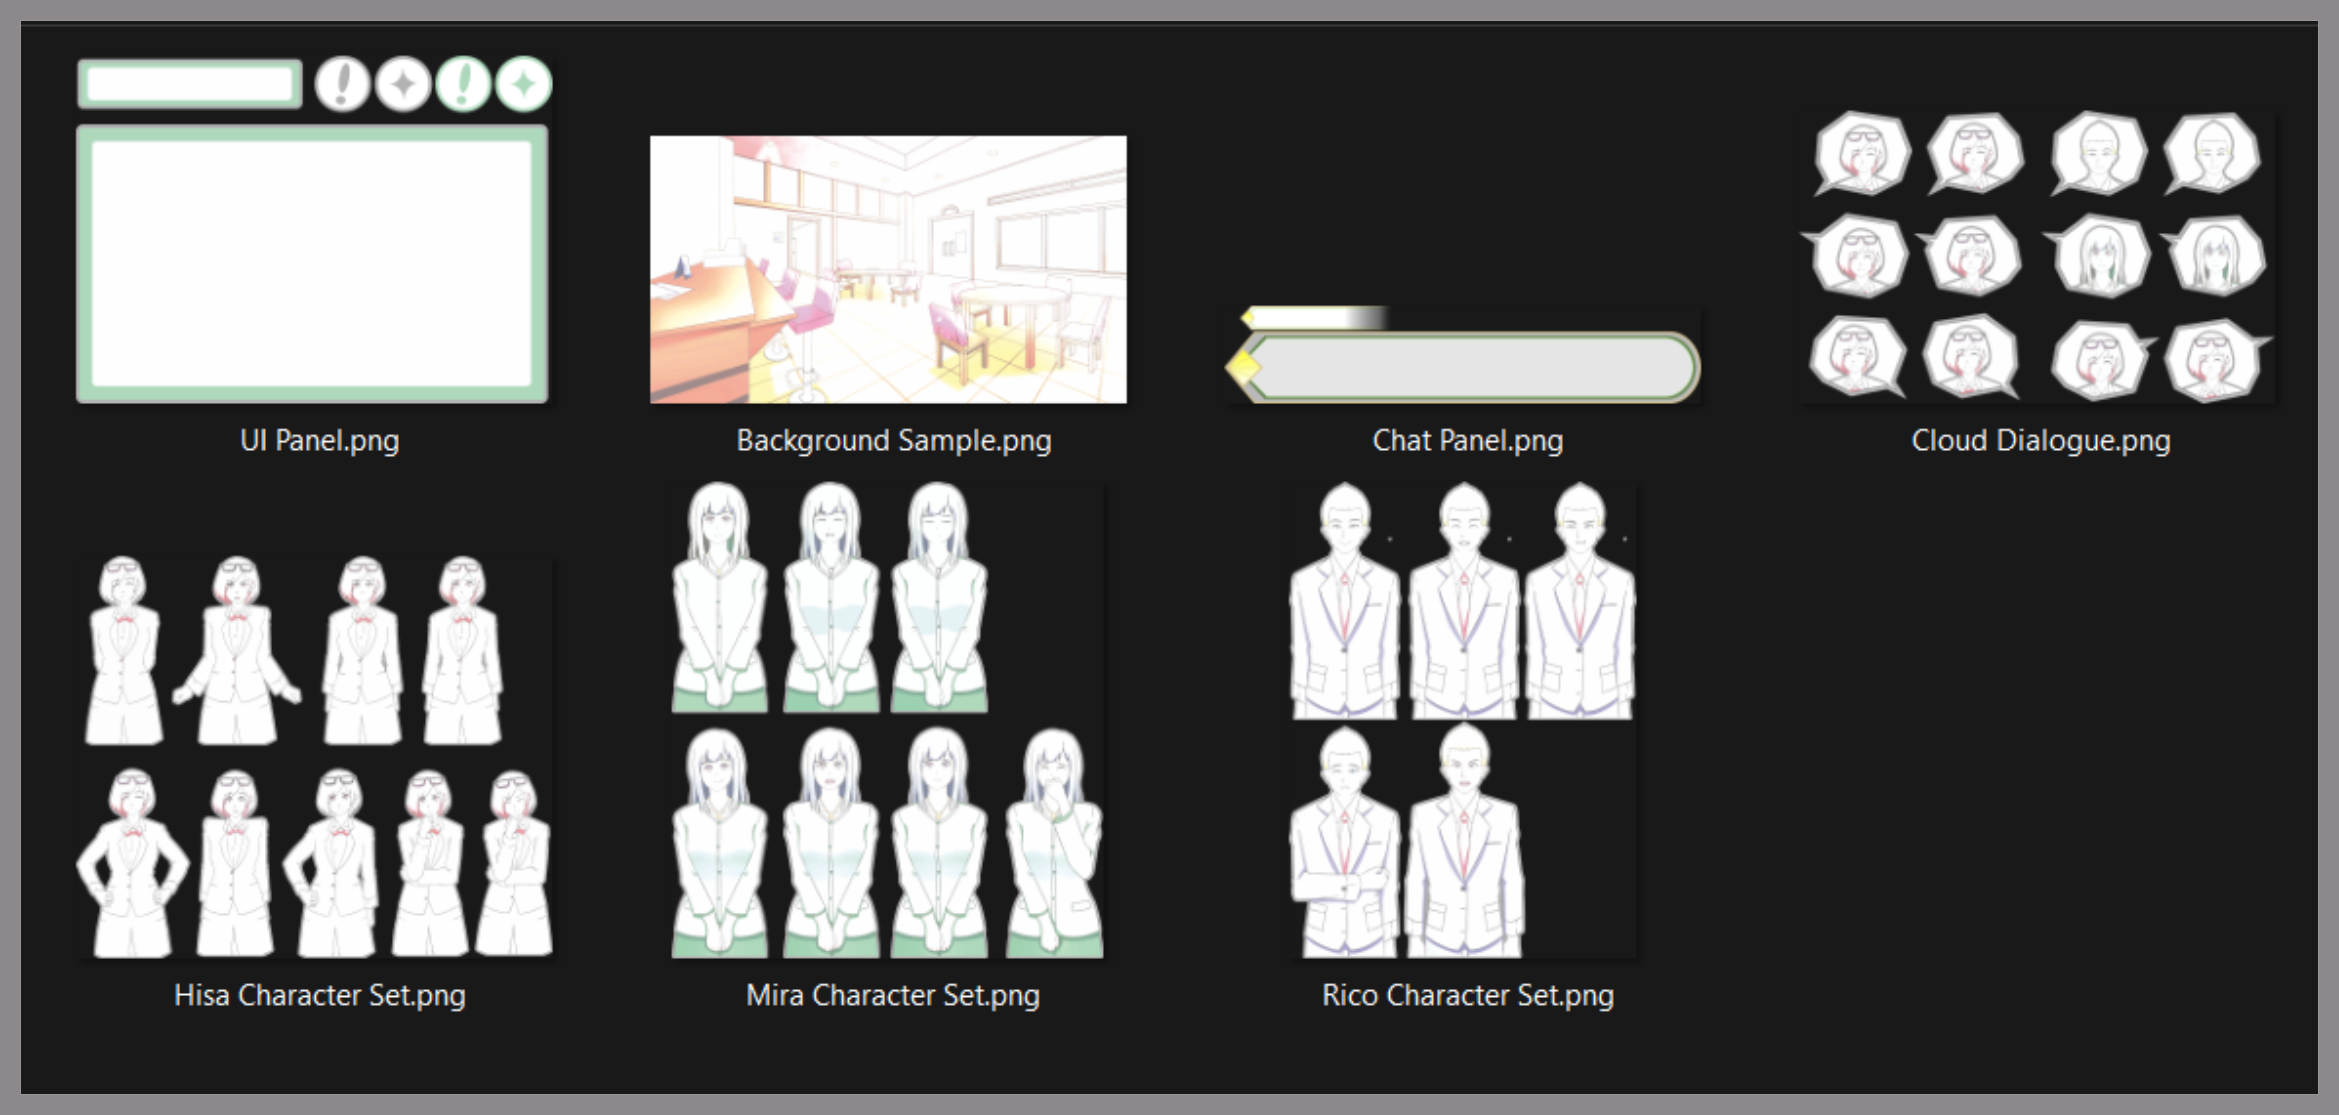 UI Panel.png
Background Sample.png
Chat Panel.png
Cloud Dialogue.png
Hisa Character Set.png
Mira Character Set.png
Rico Character Set.png